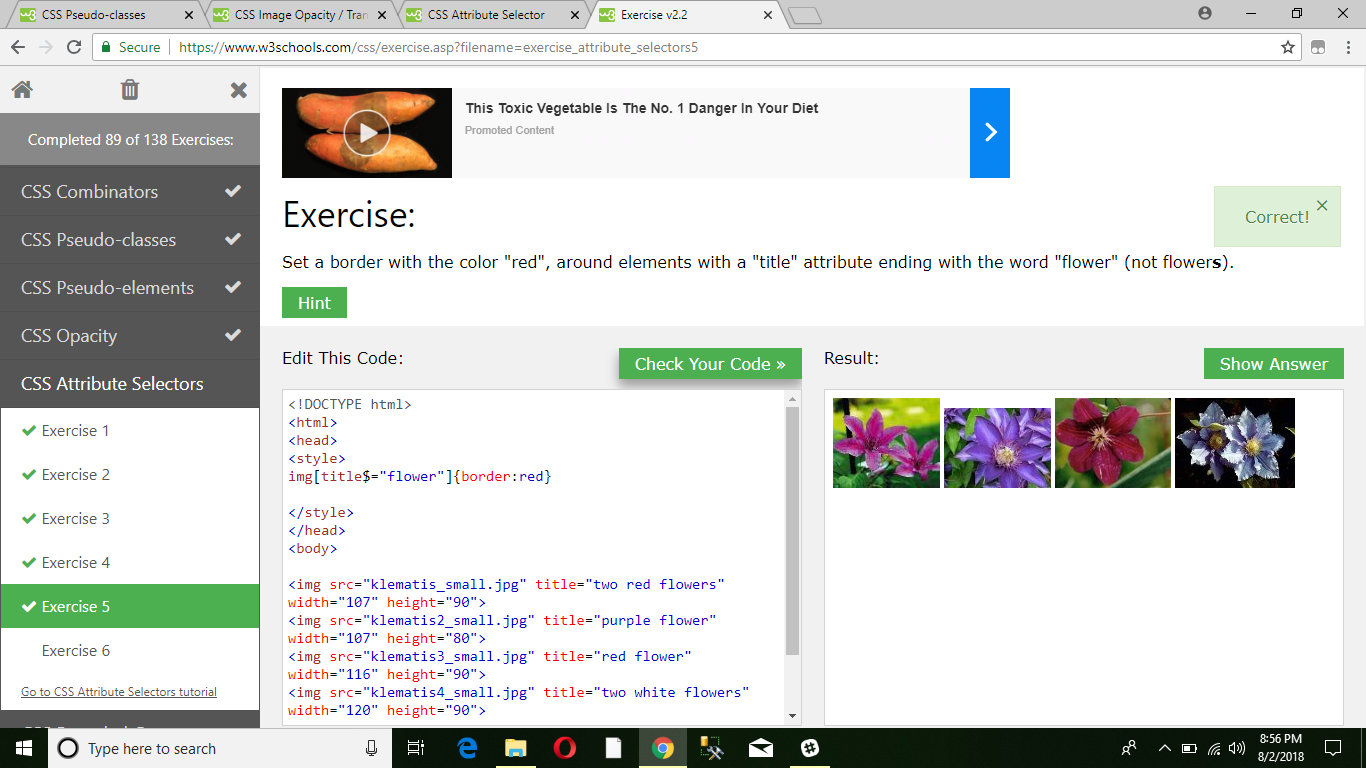 CSS Pseudo-classes
CSS Image Opacity / Tran
CSS Attribute Selector
Exercise v2.2
Secure
https://www.w3schools.com/css/exercise.asp?filename=exercise_attribute_selectors5
Completed 89 of 138 Exercises:
CSS Combinators
CSS Pseudo-classes
CSS Pseudo-elements
CSS Opacity
CSS Attribute Selectors
Exercise 1
Exercise 2
Exercise 3
Exercise 4
Exercise 5
Exercise 6
Go to CSS Attribute Selectors tutorial
This Toxic Vegetable Is The No. 1 Danger In Your Diet
Promoted Content
Exercise:
Correct!
Set a border with the color "red", around elements with a "title" attribute ending with the word "flower" (not flowers).
Hint
Edit This Code:
Check Your Code »
<!DOCTYPE html>
<html>
<head>
<style>
img[title$="flower"]{border:red}
</style>
</head>
<body>
<img src="klematis_small.jpg" title="two red flowers"
width="107" height="90">
<img src="klematis2_small.jpg" title="purple flower"
width="107" height="80">
<img src="klematis3_small.jpg" title="red flower"
width="116" height="90">
<img src="klematis4_small.jpg" title="two white flowers"
width="120" height="90">
Result:
Show Answer
Type here to search
8:56 PM
8/2/2018